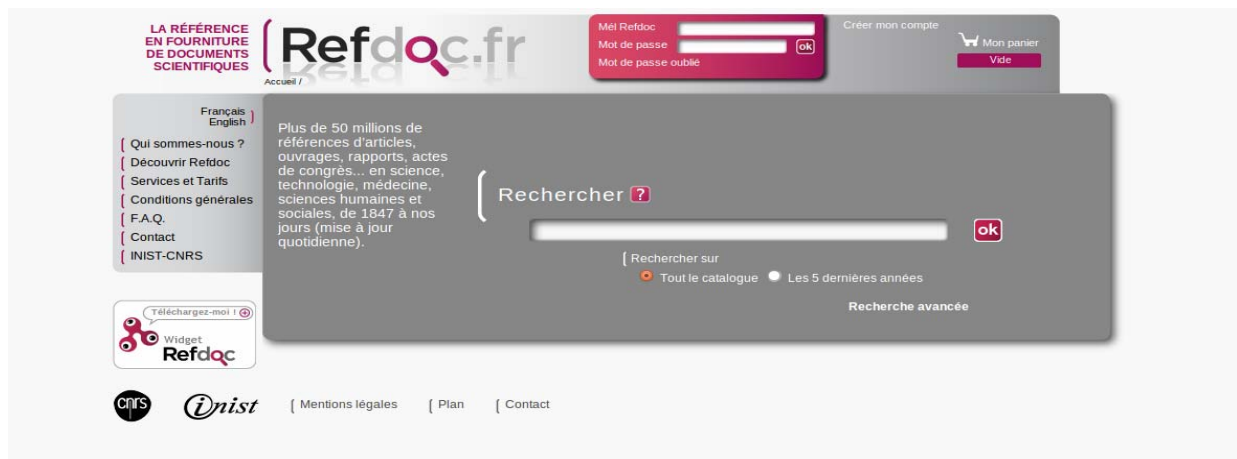 LA RÉFÉRENCE
EN FOURNITURE
DE DOCUMENTS
SCIENTIFIQUES
Refdoc.fr
Accueil /
Mél Refdoc
Mot de passe
ok
Mot de passe oublié
Créer mon compte
Mon panier
Vide
Français
English
Qui sommes-nous ?
Découvrir Refdoc
Services et Tarifs
Conditions générales
F.A.Q.
Contact
INIST-CNRS
Plus de 50 millions de
références d'articles,
ouvrages, rapports, actes
de congrès... en science,
technologie, médecine,
sciences humaines et
sociales, de 1847 à nos
jours (mise à jour
quotidienne).
Rechercher ?
ok
Rechercher sur
Tout le catalogue Les 5 dernières années
Recherche avancée
Téléchargez-moi !
Widget
Refdoc
cnrs
inist
Mentions légales
Plan
Contact